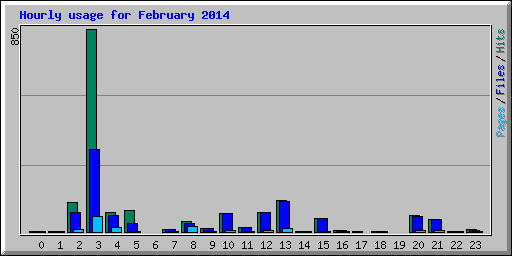 Hourly usage for February 2014
850
Pages / Files / Hits
0 1 2 3 4 5 6 7 8 9 10 11 12 13 14 15 16 17 18 19 20 21 22 23